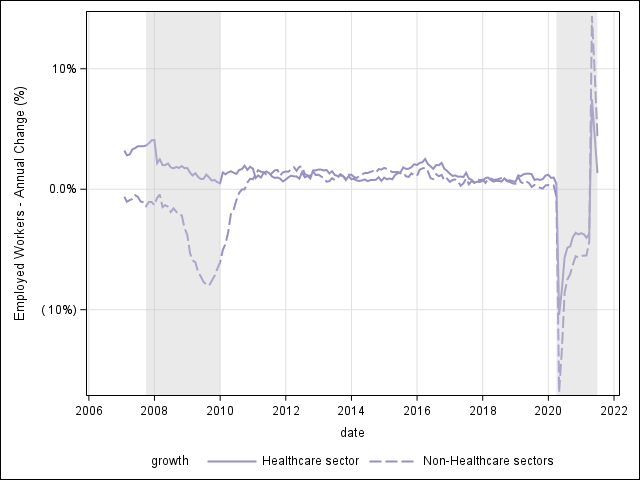 Employed Workers - Annual Change (%)
10%
0.0%
(10%)
2006 2008 2010 2012 2014 2016 2018 2020 2022
date
growth Healthcare sector Non-Healthcare sectors